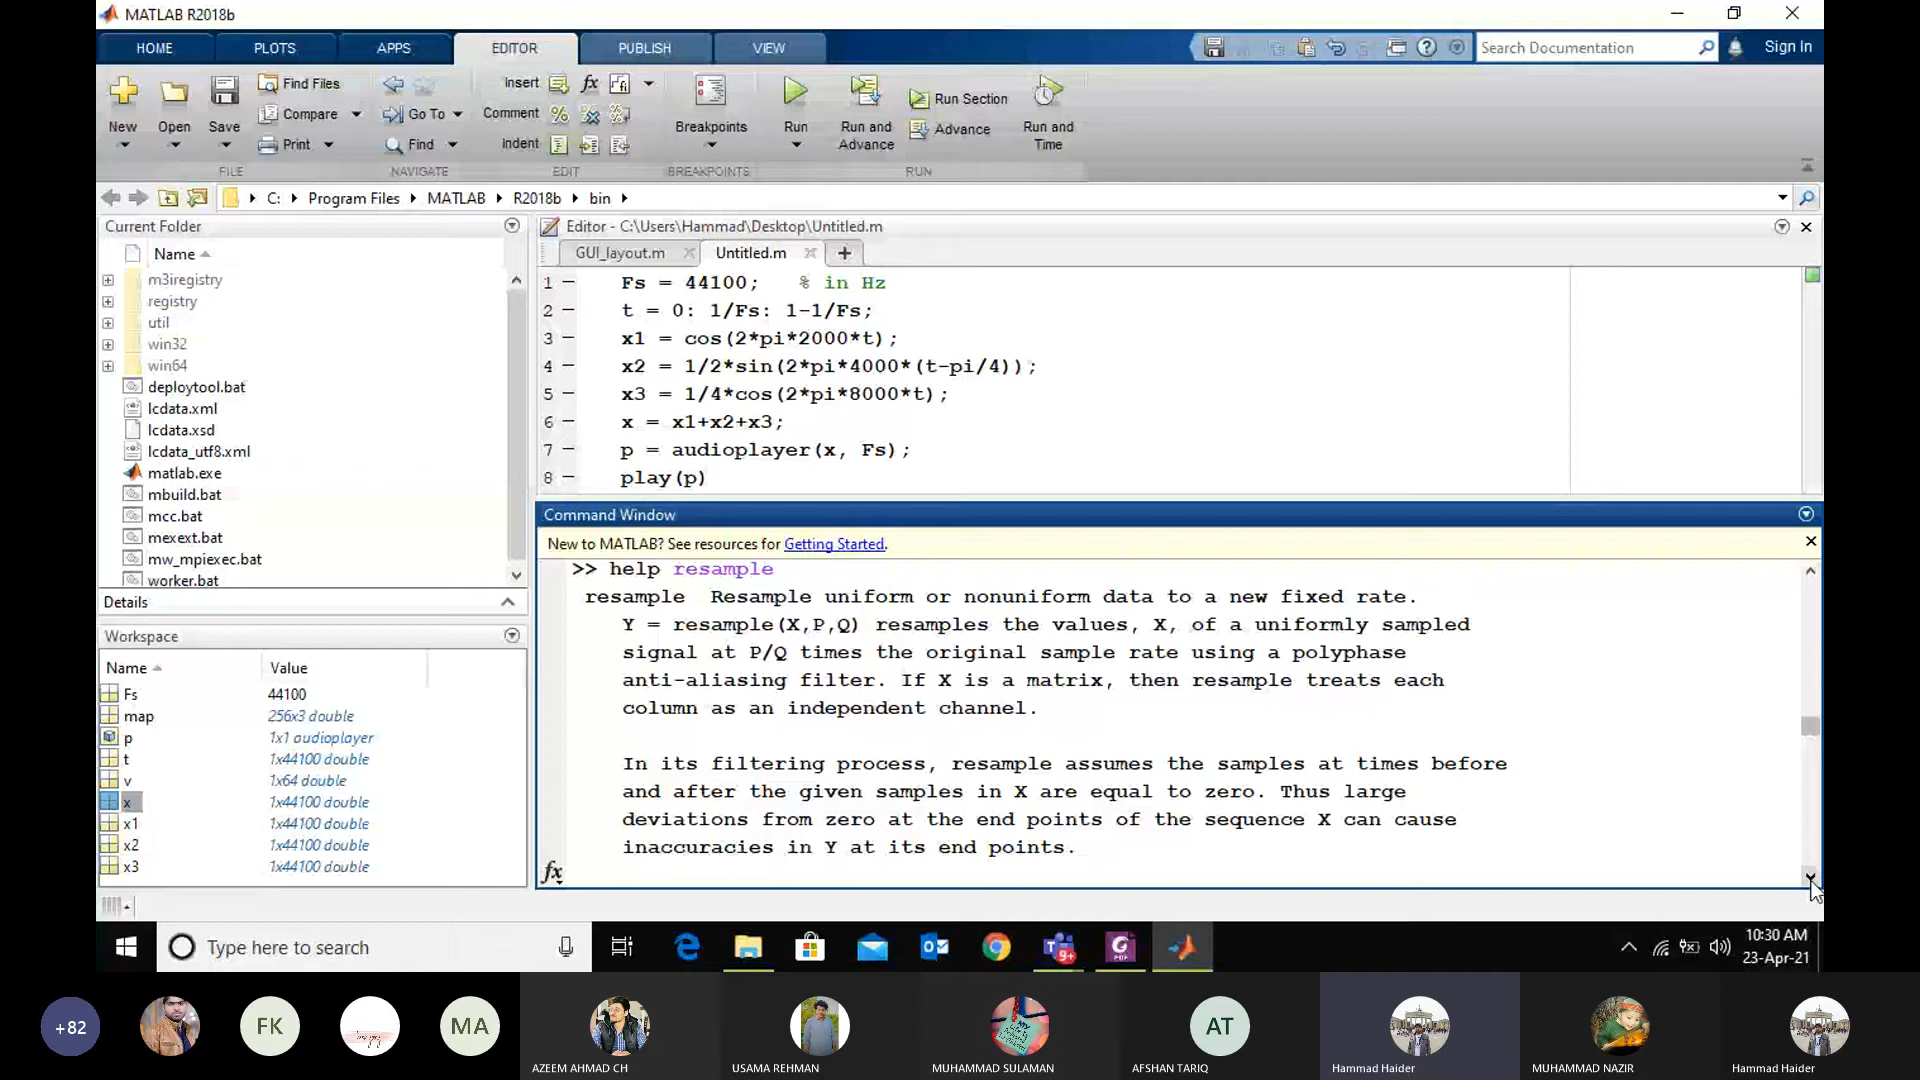 MATLAB R2018b
HOME
PLOTS
APPS
EDITOR
PUBLISH
VIEW
Search Documentation
Sign In
New
Open
Save
Find Files
Compare
Print
Go To
Find
Insert
fx
Comment
Indent
Breakpoints
Run
Run and Advance
Run Section
Advance
Run and Time
FILE
NAVIGATE
EDIT
BREAKPOINTS
RUN
C: Program Files MATLAB R2018b bin
Current Folder
Name
m3iregistry
registry
util
win32
win64
deploytool.bat
lcdata.xml
lcdata.xsd
lcdata_utf8.xml
matlab.exe
mbuild.bat
mcc.bat
mexext.bat
mw_mpiexec.bat
worker.bat
Details
Workspace
Name Value
Fs 44100
map 256x3 double
p 1x1 audioplayer
t 1x44100 double
v 1x64 double
x 1x44100 double
x1 1x44100 double
x2 1x44100 double
x3 1x44100 double
Editor - C:\Users\Hammad\Desktop\Untitled.m
GUI_layout.m
Untitled.m
1 Fs = 44100; % in Hz
2 t = 0: 1/Fs: 1-1/Fs;
3 x1 = cos(2*pi*2000*t);
4 x2 = 1/2*sin(2*pi*4000*(t-pi/4));
5 x3 = 1/4*cos(2*pi*8000*t);
6 x = x1+x2+x3;
7 p = audioplayer(x, Fs);
8 play(p)
Command Window
New to MATLAB? See resources for Getting Started.
>> help resample
resample Resample uniform or nonuniform data to a new fixed rate.
Y = resample(X,P,Q) resamples the values, X, of a uniformly sampled
signal at P/Q times the original sample rate using a polyphase
anti-aliasing filter. If X is a matrix, then resample treats each
column as an independent channel.
In its filtering process, resample assumes the samples at times before
and after the given samples in X are equal to zero. Thus large
deviations from zero at the end points of the sequence X can cause
inaccuracies in Y at its end points.
fx
Type here to search
9+
10:30 AM
23-Apr-21
+82
FK
MA
AT
AZEEM AHMAD CH
USAMA REHMAN
MUHAMMAD SULAMAN
AFSHAN TARIQ
Hammad Haider
MUHAMMAD NAZIR
Hammad Haider